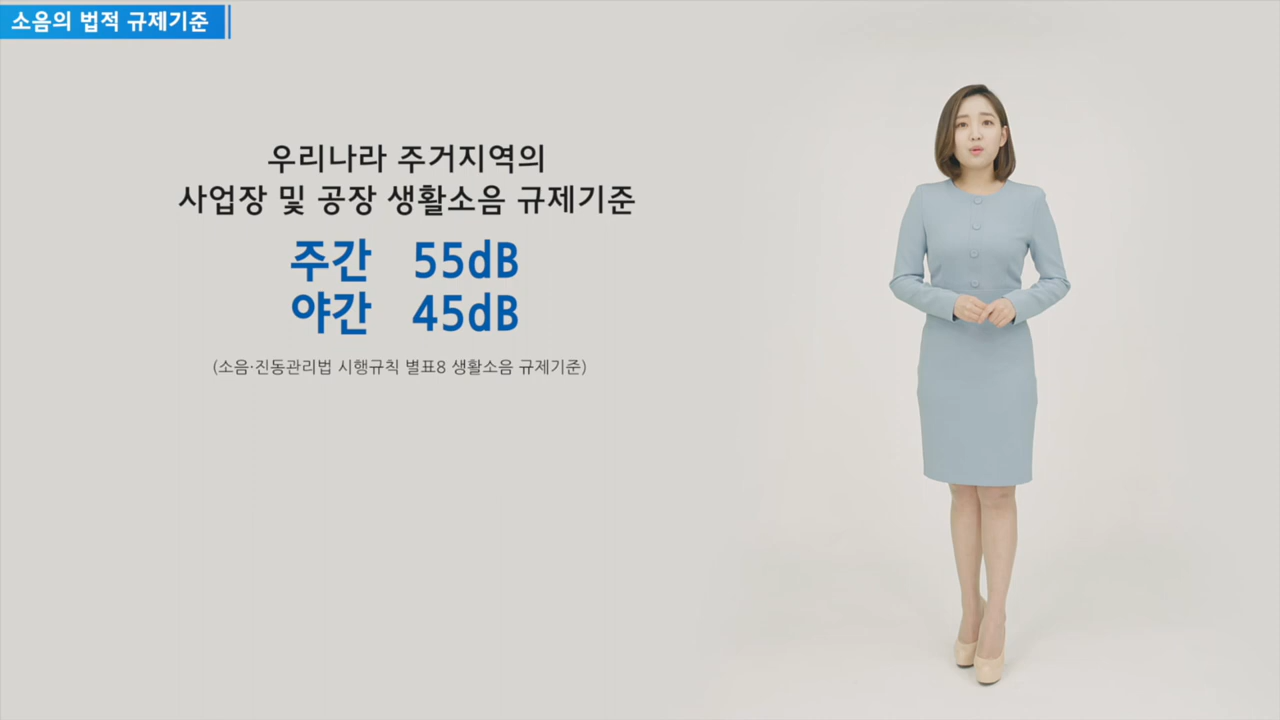 소음의 법적 규제기준
우리나라 주거지역의
사업장 및 공장 생활소음 규제기준
주간 55dB
야간 45dB
(소음·진동관리법 시행규칙 별표8 생활소음 규제기준)